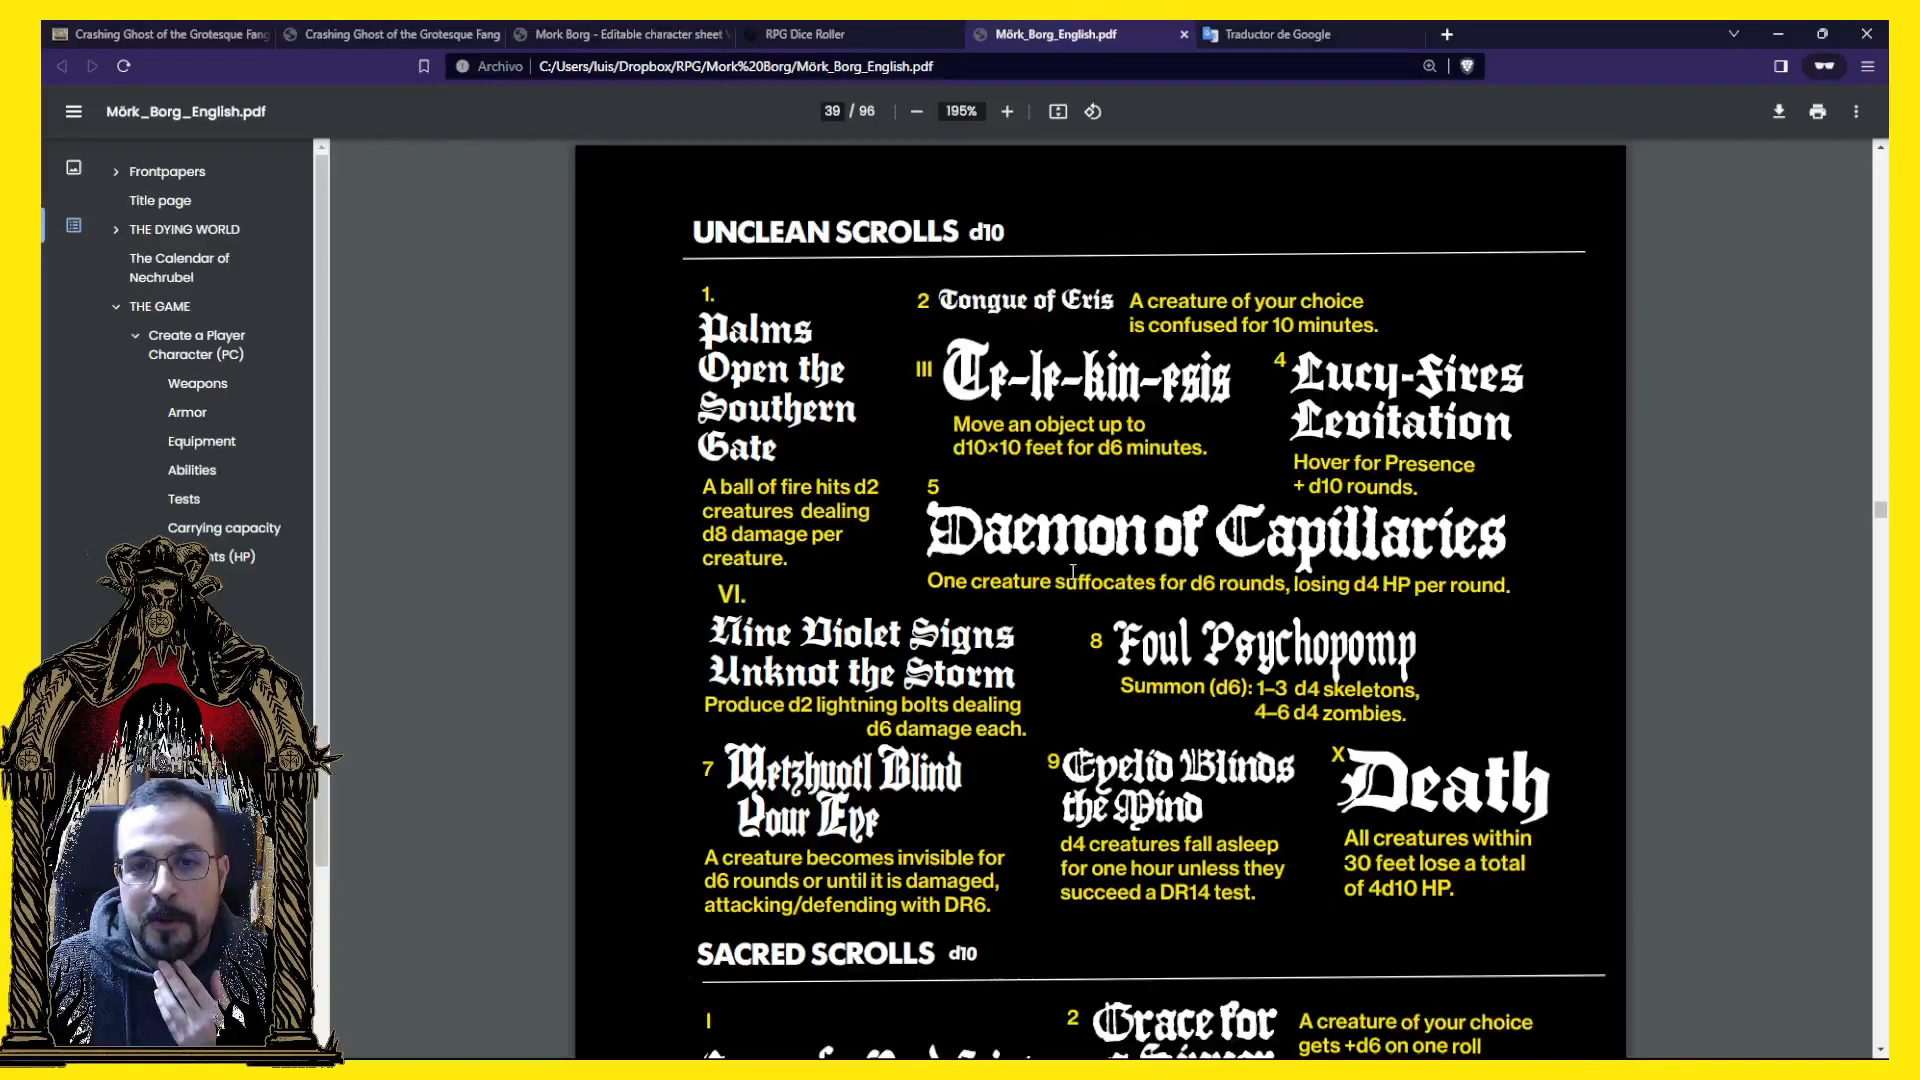 Crashing Ghost of the Grotesque Fang
Crashing Ghost of the Grotesque Fang
Mork Borg - Editable character sheet
RPG Dice Roller
Mörk_Borg_English.pdf
Traductor de Google
Archivo
C:/Users/luis/Dropbox/RPG/Mork%20Borg/Mörk_Borg_English.pdf
Mörk_Borg_English.pdf
39 / 96
195%
Frontpapers
Title page
THE DYING WORLD
The Calendar of
Nechrubel
THE GAME
Create a Player
Character (PC)
Weapons
Armor
Equipment
Abilities
Tests
Carrying capacity
nts (HP)
UNCLEAN SCROLLS d10
1.
Palms
Open the
Southern
Gate
A ball of fire hits d2
creatures dealing
d8 damage per
creature.
2 Tongue of Eris
A creature of your choice
is confused for 10 minutes.
III Te-le-kin-esis
Move an object up to
d10×10 feet for d6 minutes.
4 Lucy-Fires
Levitation
Hover for Presence
+ d10 rounds.
5
Daemon of Capillaries
One creature suffocates for d6 rounds, losing d4 HP per round.
VI.
Nine Violet Signs
Unknot the Storm
Produce d2 lightning bolts dealing
d6 damage each.
8 Foul Psychopomp
Summon (d6): 1–3 d4 skeletons,
4–6 d4 zombies.
7 Metzhuotl Blind
Your Eye
A creature becomes invisible for
d6 rounds or until it is damaged,
attacking/defending with DR6.
9 Eyelid Blinds
the Mind
d4 creatures fall asleep
for one hour unless they
succeed a DR14 test.
X Death
All creatures within
30 feet lose a total
of 4d10 HP.
SACRED SCROLLS d10
I
2 Grace for
A creature of your choice
gets +d6 on one roll